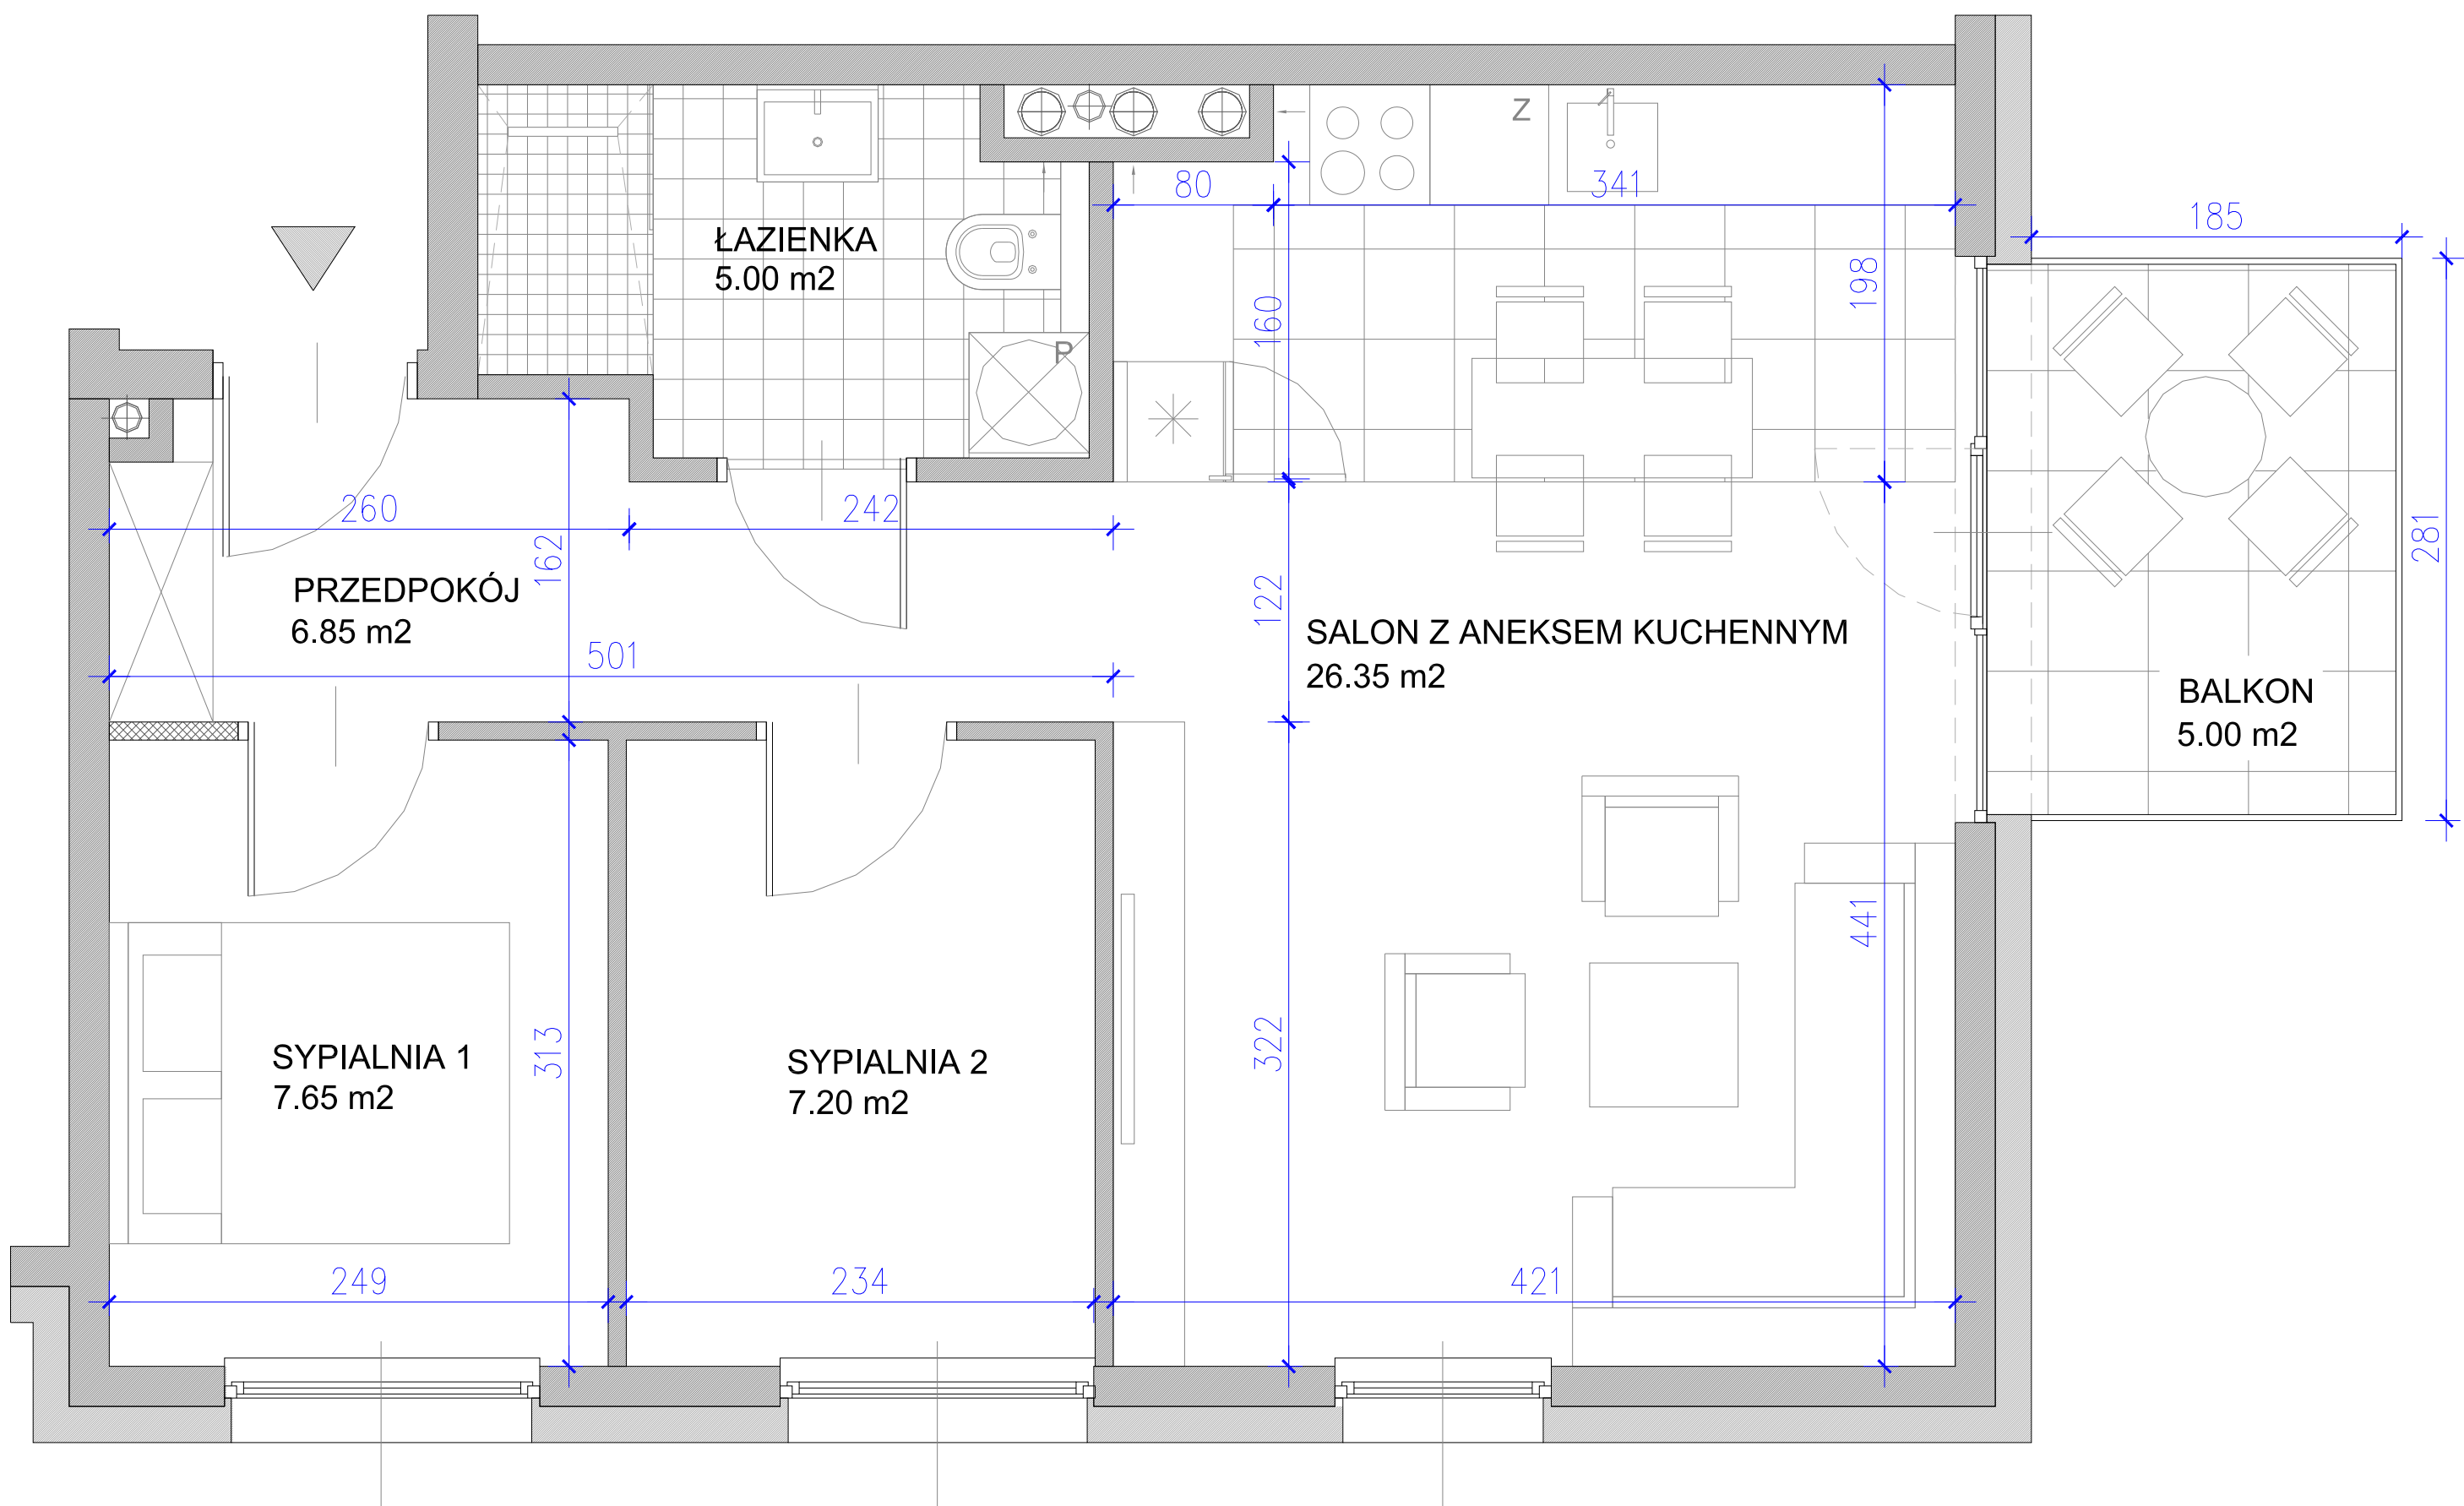 Z
80
341
185
ŁAZIENKA
5.00 m2
198
160
P
260
242
162
281
PRZEDPOKÓJ
6.85 m2
122
501
SALON Z ANEKSEM KUCHENNYM
26.35 m2
BALKON
5.00 m2
441
313
322
SYPIALNIA 1
7.65 m2
SYPIALNIA 2
7.20 m2
249
234
421